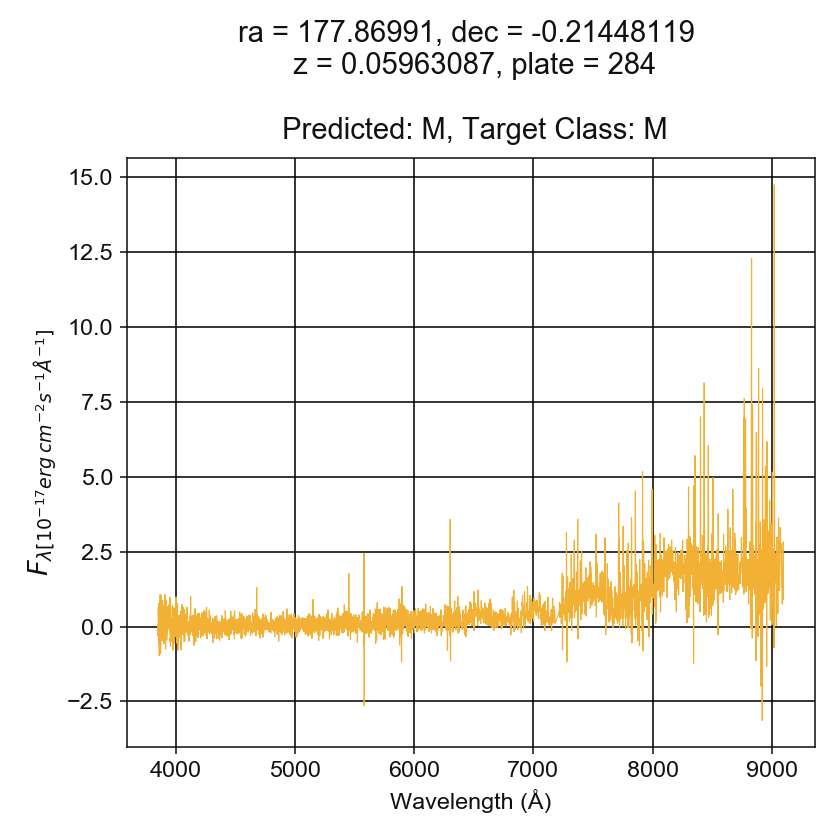 ra = 177.86991, dec = -0.21448119
z = 0.05963087, plate = 284
Predicted: M, Target Class: M
F_{λ[10^{−17}erg cm^{−2}s^{−1}Å^{−1}]}
15.0
12.5
10.0
7.5
5.0
2.5
0.0
−2.5
4000 5000 6000 7000 8000 9000
Wavelength (Å)